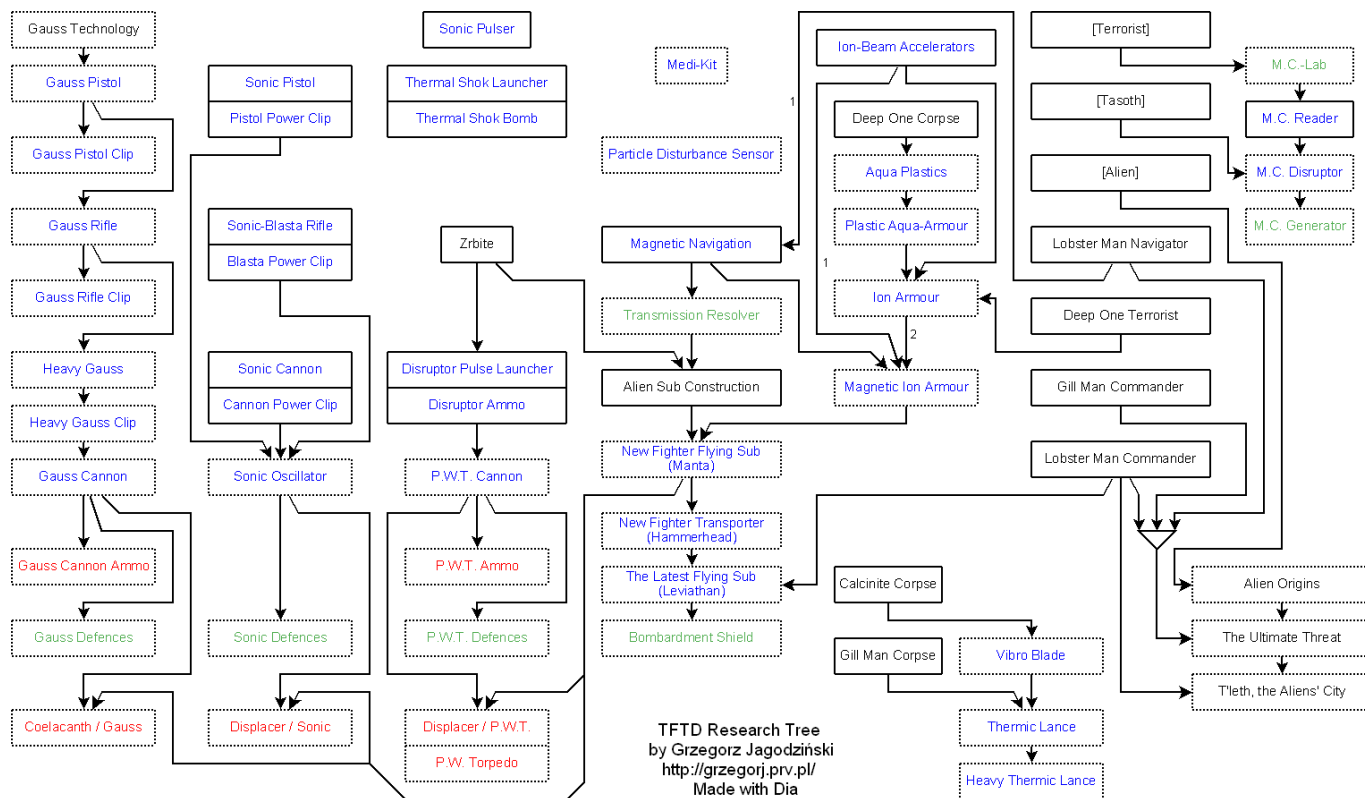 Gauss Technology
Sonic Pulser
Ion-Beam Accelerators
[Terrorist]
Medi-Kit
M.C.-Lab
Gauss Pistol
Sonic Pistol
Thermal Shok Launcher
1
[Tasoth]
Pistol Power Clip
Thermal Shok Bomb
Deep One Corpse
M.C. Reader
Gauss Pistol Clip
Particle Disturbance Sensor
Aqua Plastics
[Alien]
M.C. Disruptor
Gauss Rifle
Sonic-Blasta Rifle
Zrbite
Magnetic Navigation
Plastic Aqua-Armour
Lobster Man Navigator
M.C. Generator
Blasta Power Clip
1
Gauss Rifle Clip
Transmission Resolver
Ion Armour
Deep One Terrorist
2
Heavy Gauss
Sonic Cannon
Disruptor Pulse Launcher
Alien Sub Construction
Magnetic Ion Armour
Gill Man Commander
Cannon Power Clip
Disruptor Ammo
Heavy Gauss Clip
Gauss Cannon
Sonic Oscillator
P.W.T. Cannon
New Fighter Flying Sub
(Manta)
Lobster Man Commander
New Fighter Transporter
(Hammerhead)
Gauss Cannon Ammo
P.W.T. Ammo
The Latest Flying Sub
(Leviathan)
Calcinite Corpse
Alien Origins
Gauss Defences
Sonic Defences
P.W.T. Defences
Bombardment Shield
Gill Man Corpse
Vibro Blade
The Ultimate Threat
T'leth, the Aliens' City
Coelacanth / Gauss
Displacer / Sonic
Displacer / P.W.T.
P.W. Torpedo
Thermic Lance
Heavy Thermic Lance
TFTD Research Tree
by Grzegorz Jagodziński
http://grzegorj.prv.pl/
Made with Dia